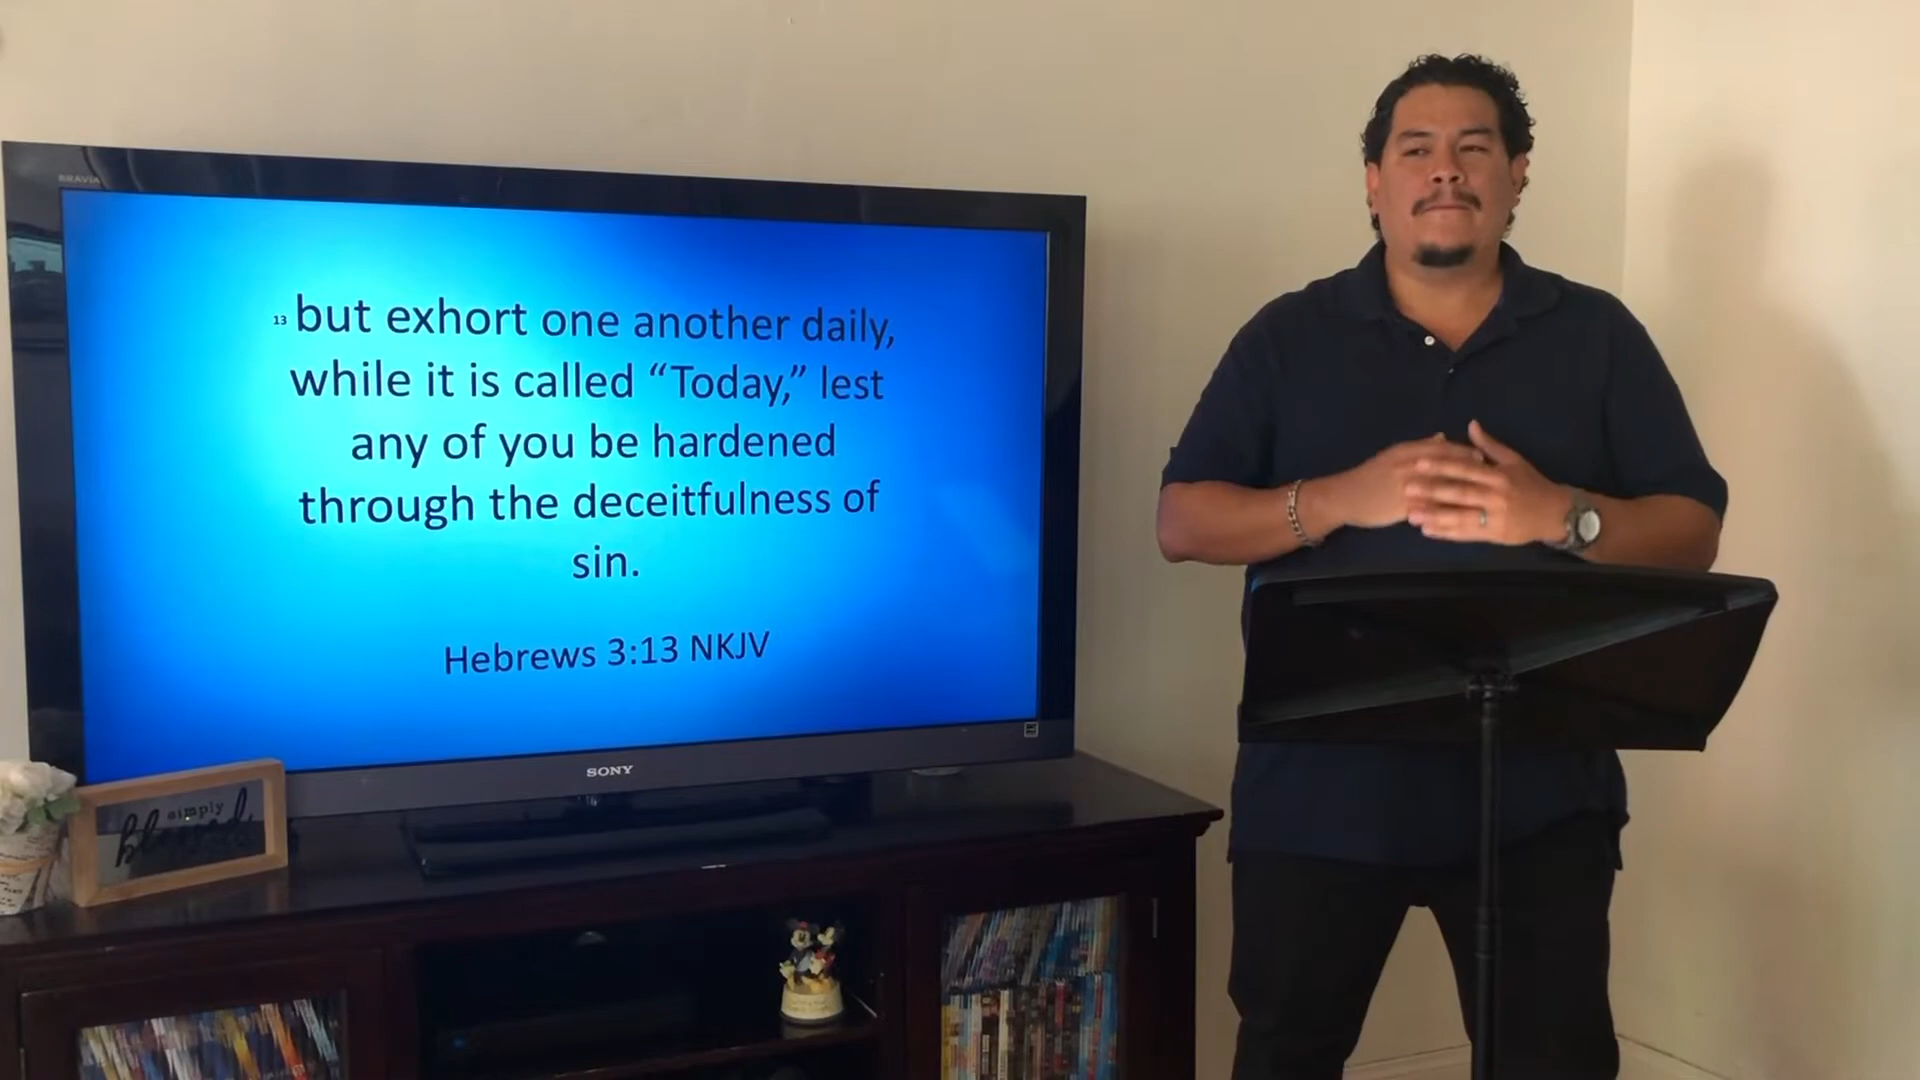 BRAVIA
13 but exhort one another daily,
while it is called “Today,” lest
any of you be hardened
through the deceitfulness of
sin.
Hebrews 3:13 NKJV
SONY
simply
blessed